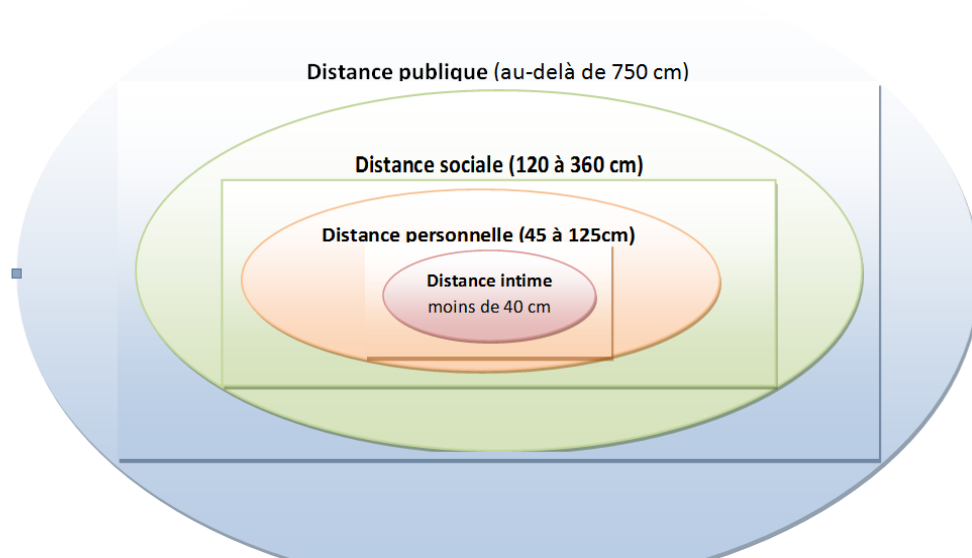 Distance publique (au-delà de 750 cm)
Distance sociale (120 à 360 cm)
Distance personnelle (45 à 125cm)
Distance intime
moins de 40 cm